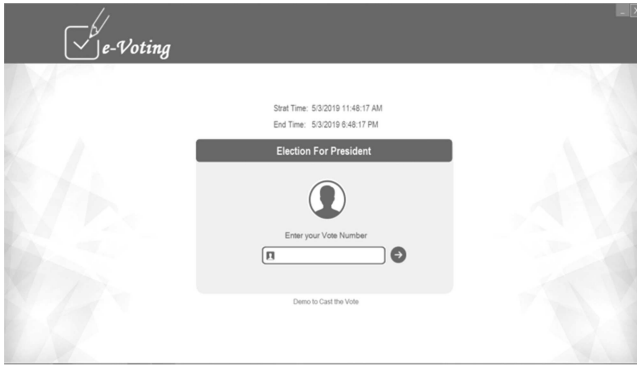 e-Voting
Strat Time: 5/3/2019 11:48:17 AM
End Time: 5/3/2019 6:48:17 PM
Election For President
Enter your Vote Number
Demo to Cast the Vote